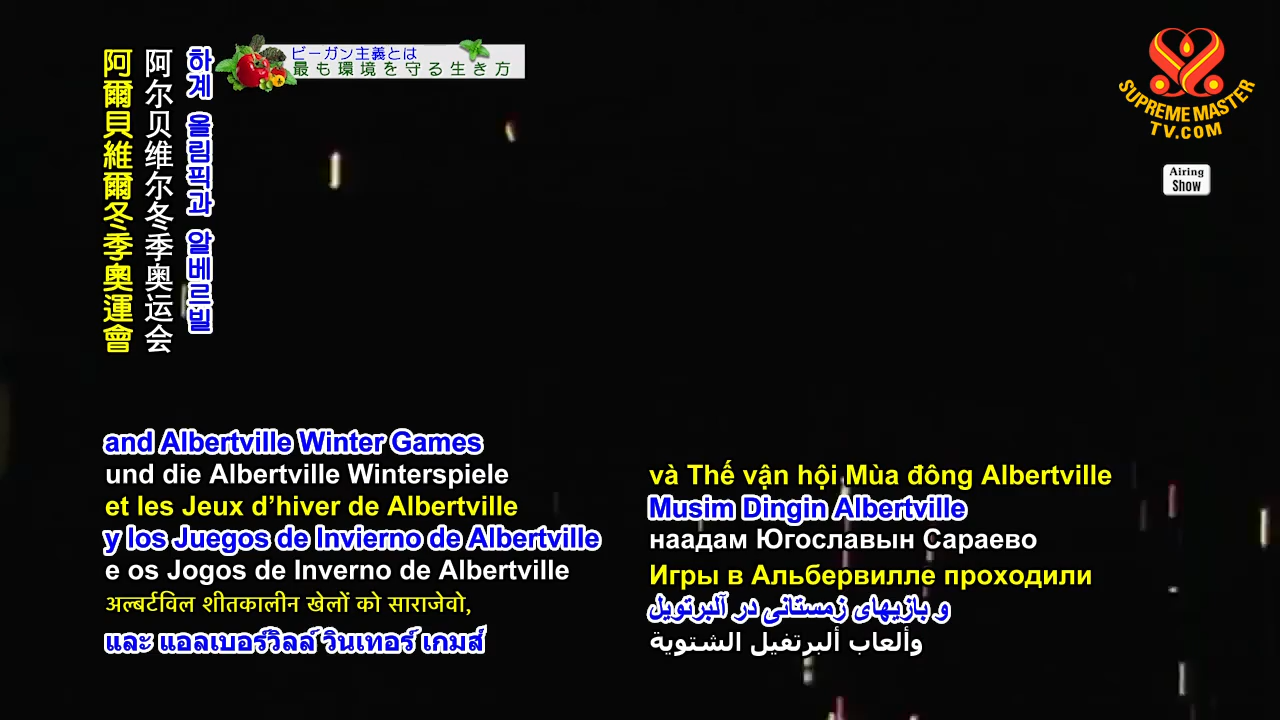 阿爾貝維爾冬季奧運會
阿尔贝维尔冬季奥运会
하계 올림픽과 알베르빌
ビーガン主義とは
最も環境を守る生き方
SUPREME MASTER
TV.COM
Airing
Show
and Albertville Winter Games
und die Albertville Winterspiele
et les Jeux d’hiver de Albertville
y los Juegos de Invierno de Albertville
e os Jogos de Inverno de Albertville
अल्बर्टविल शीतकालीन खेलों को साराजेवो,
และ แอลเบอร์วิลล์ วินเทอร์ เกมส์
và Thế vận hội Mùa đông Albertville
Musim Dingin Albertville
наадам Югославын Сараево
Игры в Альбервилле проходили
و بازیهای زمستانی در آلبرتویل
وألعاب ألبرتفيل الشتوية